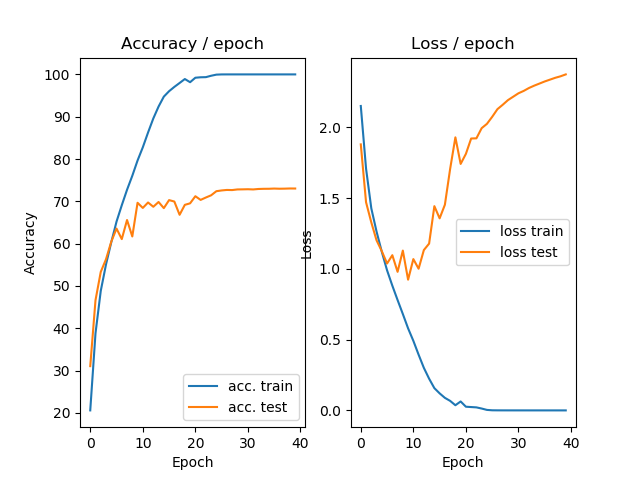 Accuracy / epoch
100
90
80
70
60
50
40
30
20
Accuracy
0
10
20
30
40
Epoch
acc. train
acc. test
Loss / epoch
2.0
1.5
1.0
0.5
0.0
Loss
0
10
20
30
40
Epoch
loss train
loss test